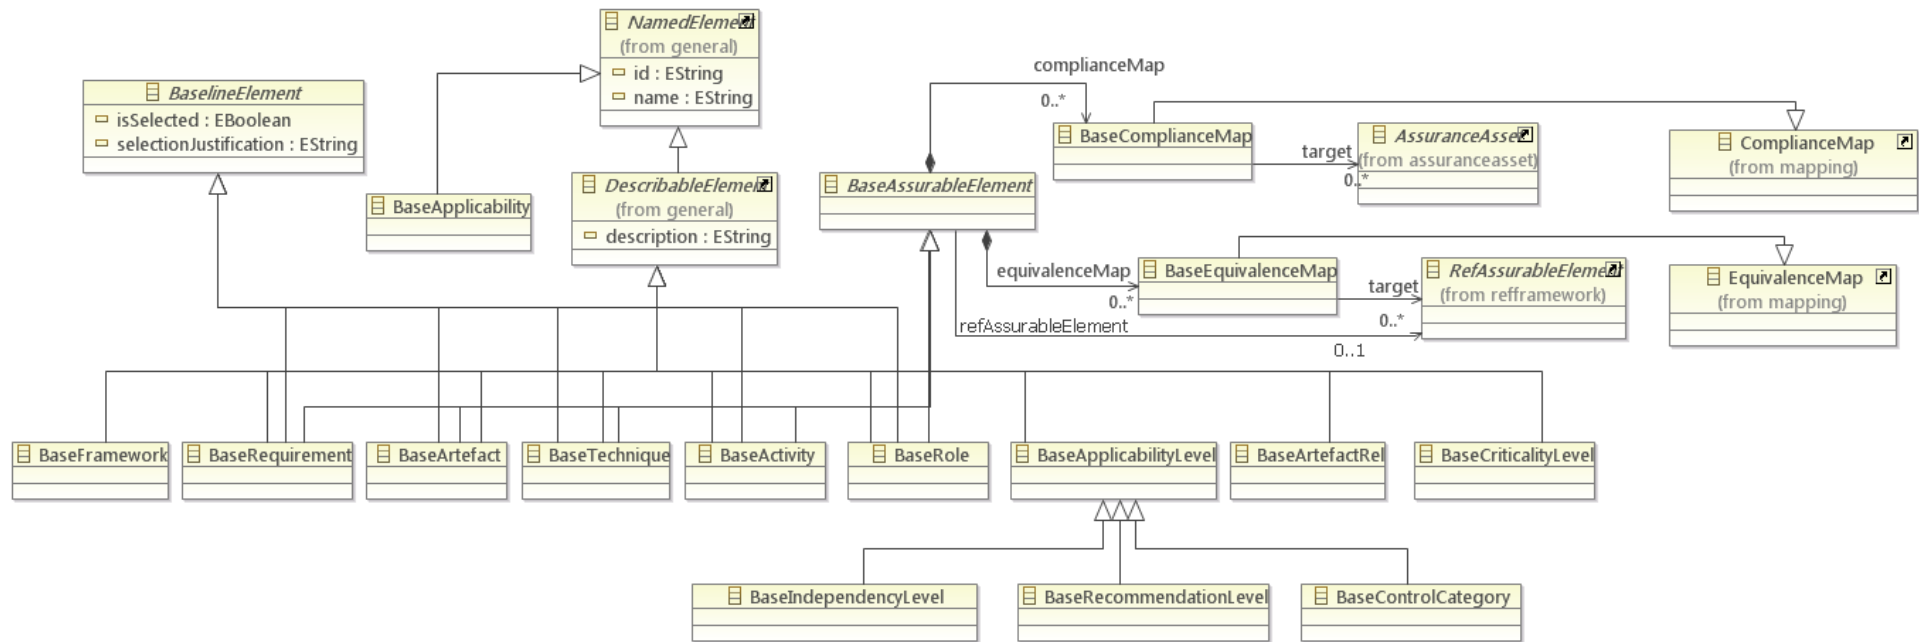 NamedElement
(from general)
id : EString
name : EString
BaselineElement
isSelected : EBoolean
selectionJustification : EString
BaseApplicability
DescribableElement
(from general)
description : EString
BaseAssurableElement
complianceMap
0..*
BaseComplianceMap
target
0..*
AssuranceAsset
(from assuranceasset)
ComplianceMap
(from mapping)
equivalenceMap
0..*
BaseEquivalenceMap
target
0..*
RefAssurableElement
(from refframework)
EquivalenceMap
(from mapping)
refAssurableElement
0..1
BaseFramework
BaseRequirement
BaseArtefact
BaseTechnique
BaseActivity
BaseRole
BaseApplicabilityLevel
BaseArtefactRel
BaseCriticalityLevel
BaseIndependencyLevel
BaseRecommendationLevel
BaseControlCategory